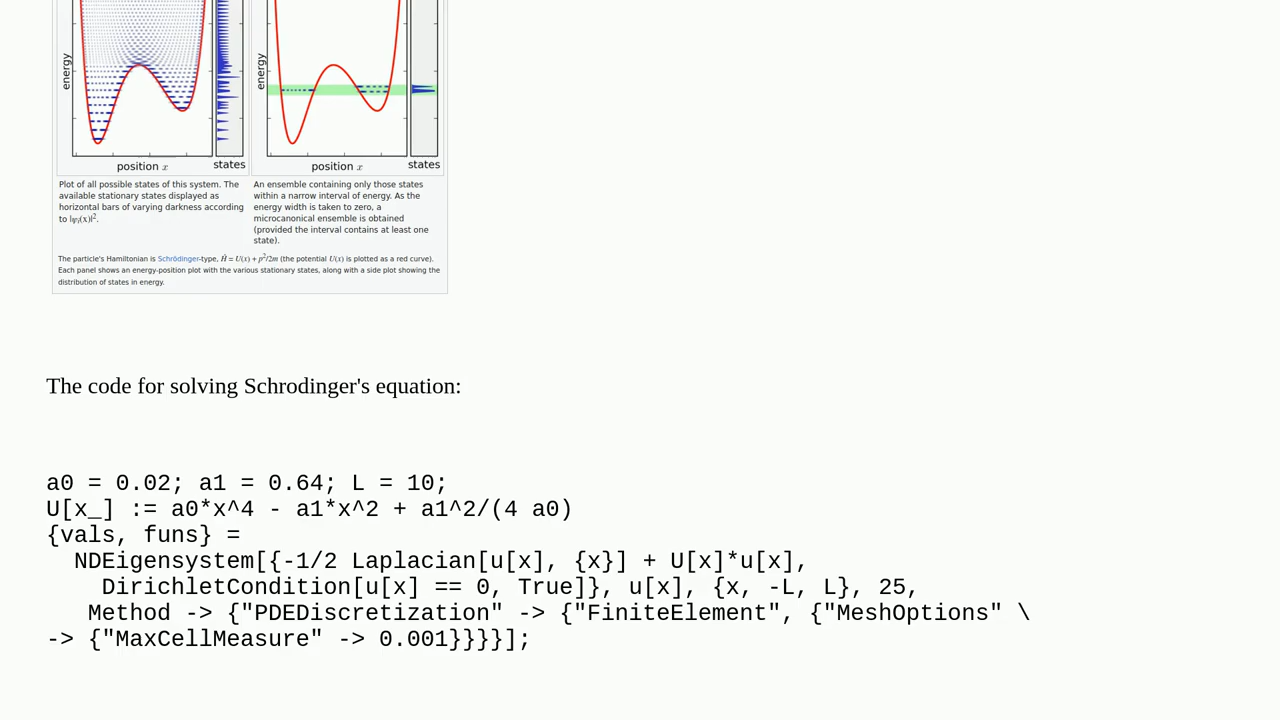 energy
energy
position x
states
position x
states
Plot of all possible states of this system. The
available stationary states displayed as
horizontal bars of varying darkness according
to |ψᵢ(x)|².
An ensemble containing only those states
within a narrow interval of energy. As the
energy width is taken to zero, a
microcanonical ensemble is obtained
(provided the interval contains at least one
state).
The particle's Hamiltonian is Schrödinger-type, Ĥ = U(x) + p²/2m (the potential U(x) is plotted as a red curve).
Each panel shows an energy-position plot with the various stationary states, along with a side plot showing the
distribution of states in energy.
The code for solving Schrodinger's equation:
a0 = 0.02; a1 = 0.64; L = 10;
U[x_] := a0*x^4 - a1*x^2 + a1^2/(4 a0)
{vals, funs} =
NDEigensystem[{-1/2 Laplacian[u[x], {x}] + U[x]*u[x],
DirichletCondition[u[x] == 0, True]}, u[x], {x, -L, L}, 25,
Method -> {"PDEDiscretization" -> {"FiniteElement", {"MeshOptions" \
-> {"MaxCellMeasure" -> 0.001}}}}];